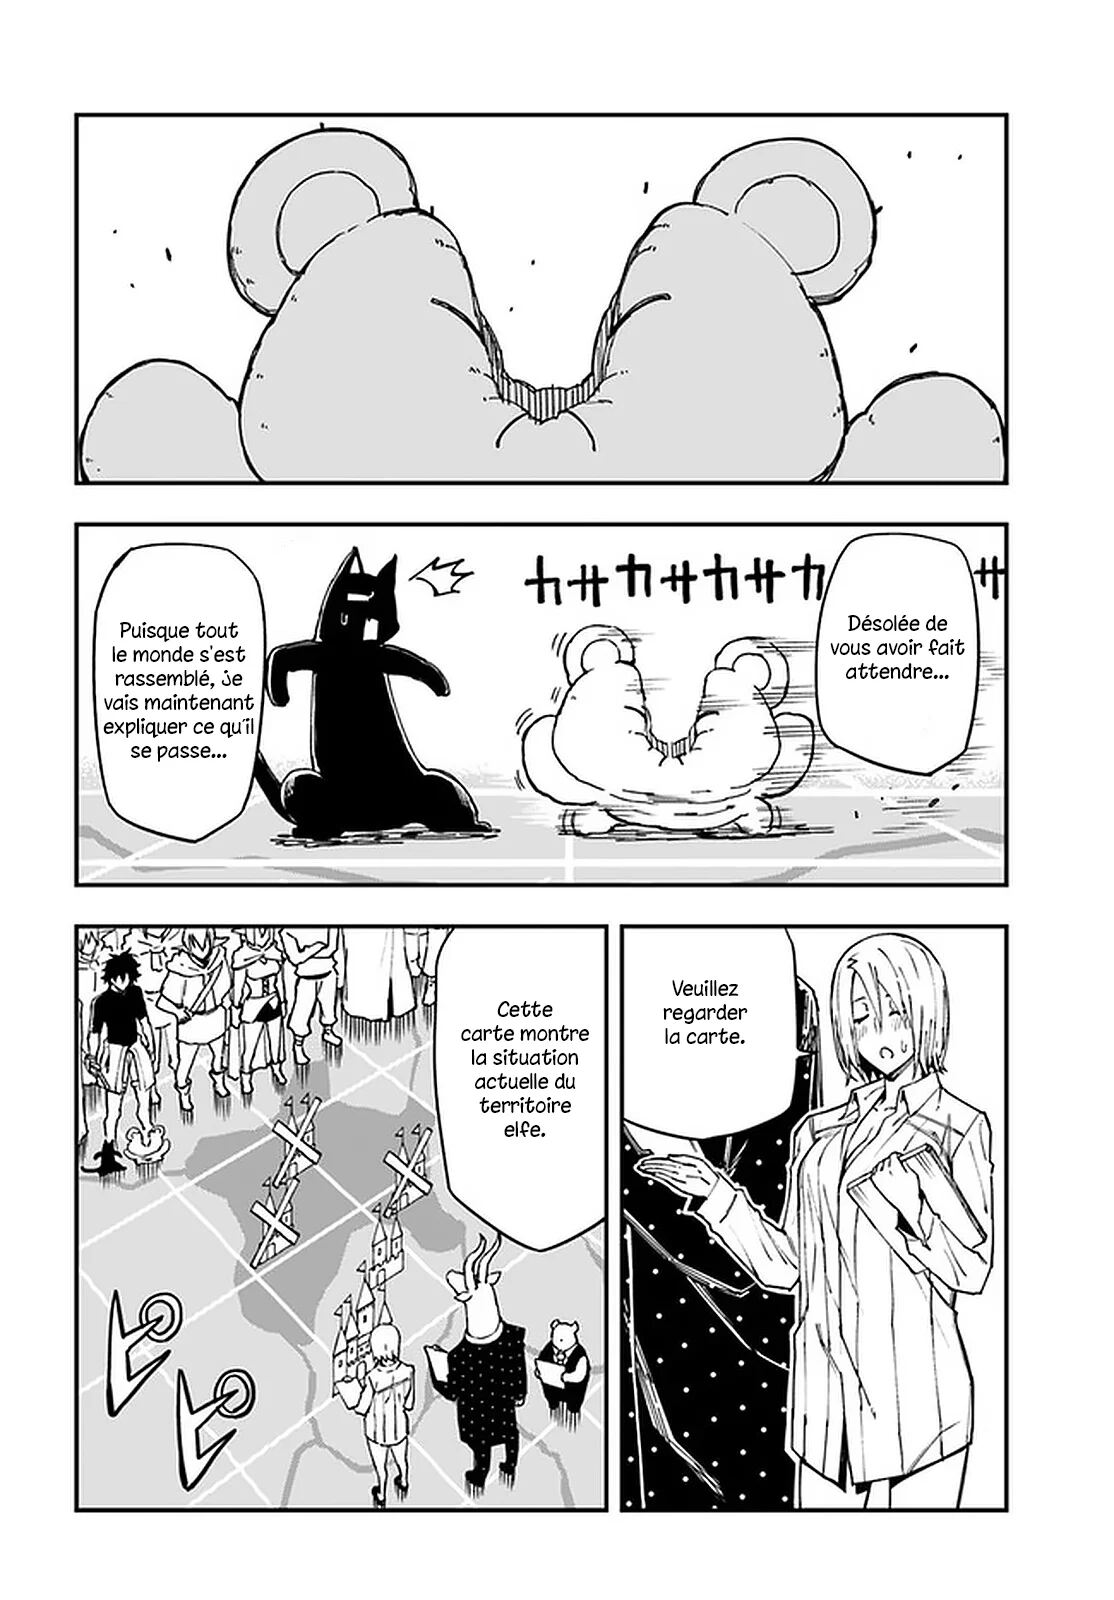 Désolée de
vous avoir fait
attendre...
カサカサカサカサ
Puisque tout
le monde s'est
rassemblé, je
vais maintenant
expliquer ce qu'il
se passe...
Veuillez
regarder
la carte.
Cette
carte montre
la situation
actuelle du
territoire
elfe.
ピ
ピ